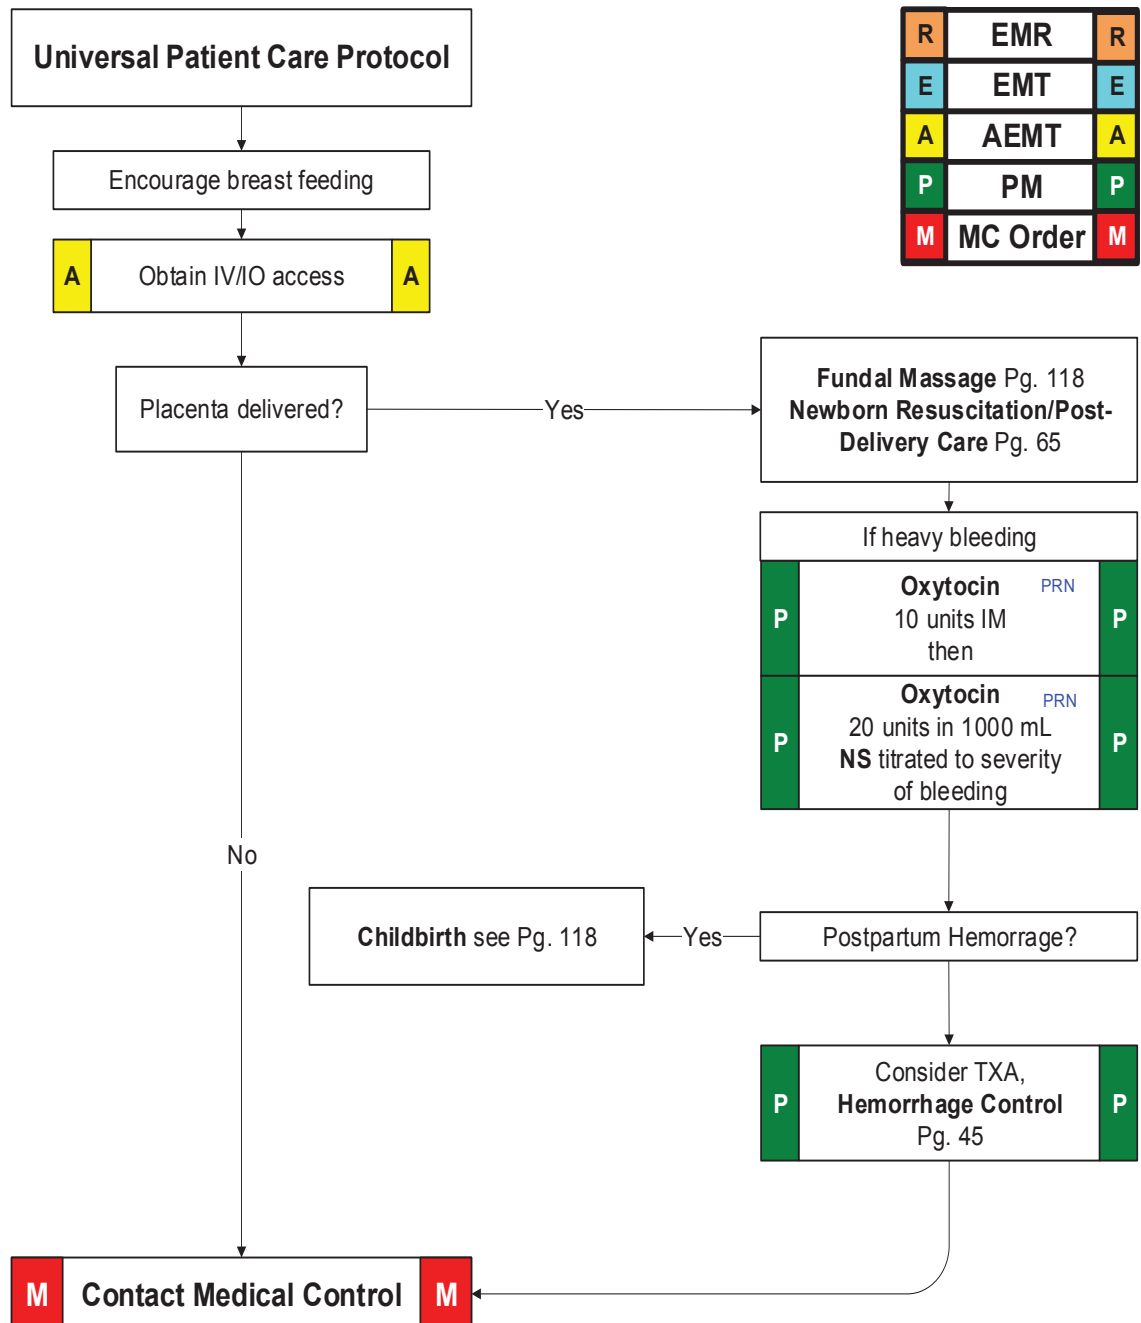 Universal Patient Care Protocol
R EMR R
E EMT E
A AEMT A
P PM P
M MC Order M
Encourage breast feeding
A Obtain IV/IO access A
Placenta delivered?
Yes
Fundal Massage Pg. 118
Newborn Resuscitation/Post-
Delivery Care Pg. 65
If heavy bleeding
Oxytocin PRN
P 10 units IM P
then
Oxytocin PRN
20 units in 1000 mL
P NS titrated to severity P
of bleeding
No
Childbirth see Pg. 118
Yes
Postpartum Hemorrage?
Consider TXA,
P Hemorrhage Control P
Pg. 45
M Contact Medical Control M